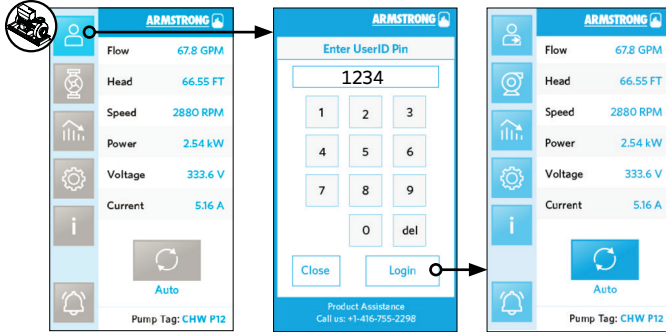 ARMSTRONG
Flow 67.8 GPM
Head 66.55 FT
Speed 2880 RPM
Power 2.54 kW
Voltage 333.6 V
Current 5.16 A
i
Auto
Pump Tag: CHW P12
ARMSTRONG
Enter UserID Pin
1234
1 2 3
4 5 6
7 8 9
0 del
Close Login
Product Assistance
Call us: +1-416-755-2298
ARMSTRONG
Flow 67.8 GPM
Head 66.55 FT
Speed 2880 RPM
Power 2.54 kW
Voltage 333.6 V
Current 5.16 A
i
Auto
Pump Tag: CHW P12